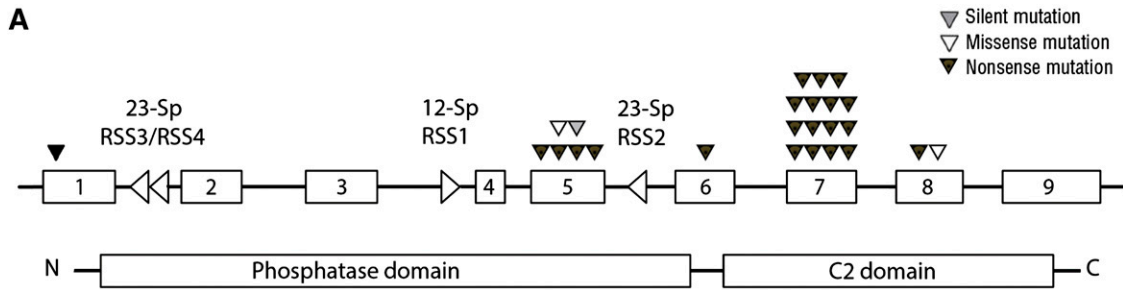 A
Silent mutation
Missense mutation
Nonsense mutation
23-Sp
RSS3/RSS4
12-Sp
RSS1
23-Sp
RSS2
1
2
3
4
5
6
7
8
9
N
Phosphatase domain
C2 domain
C